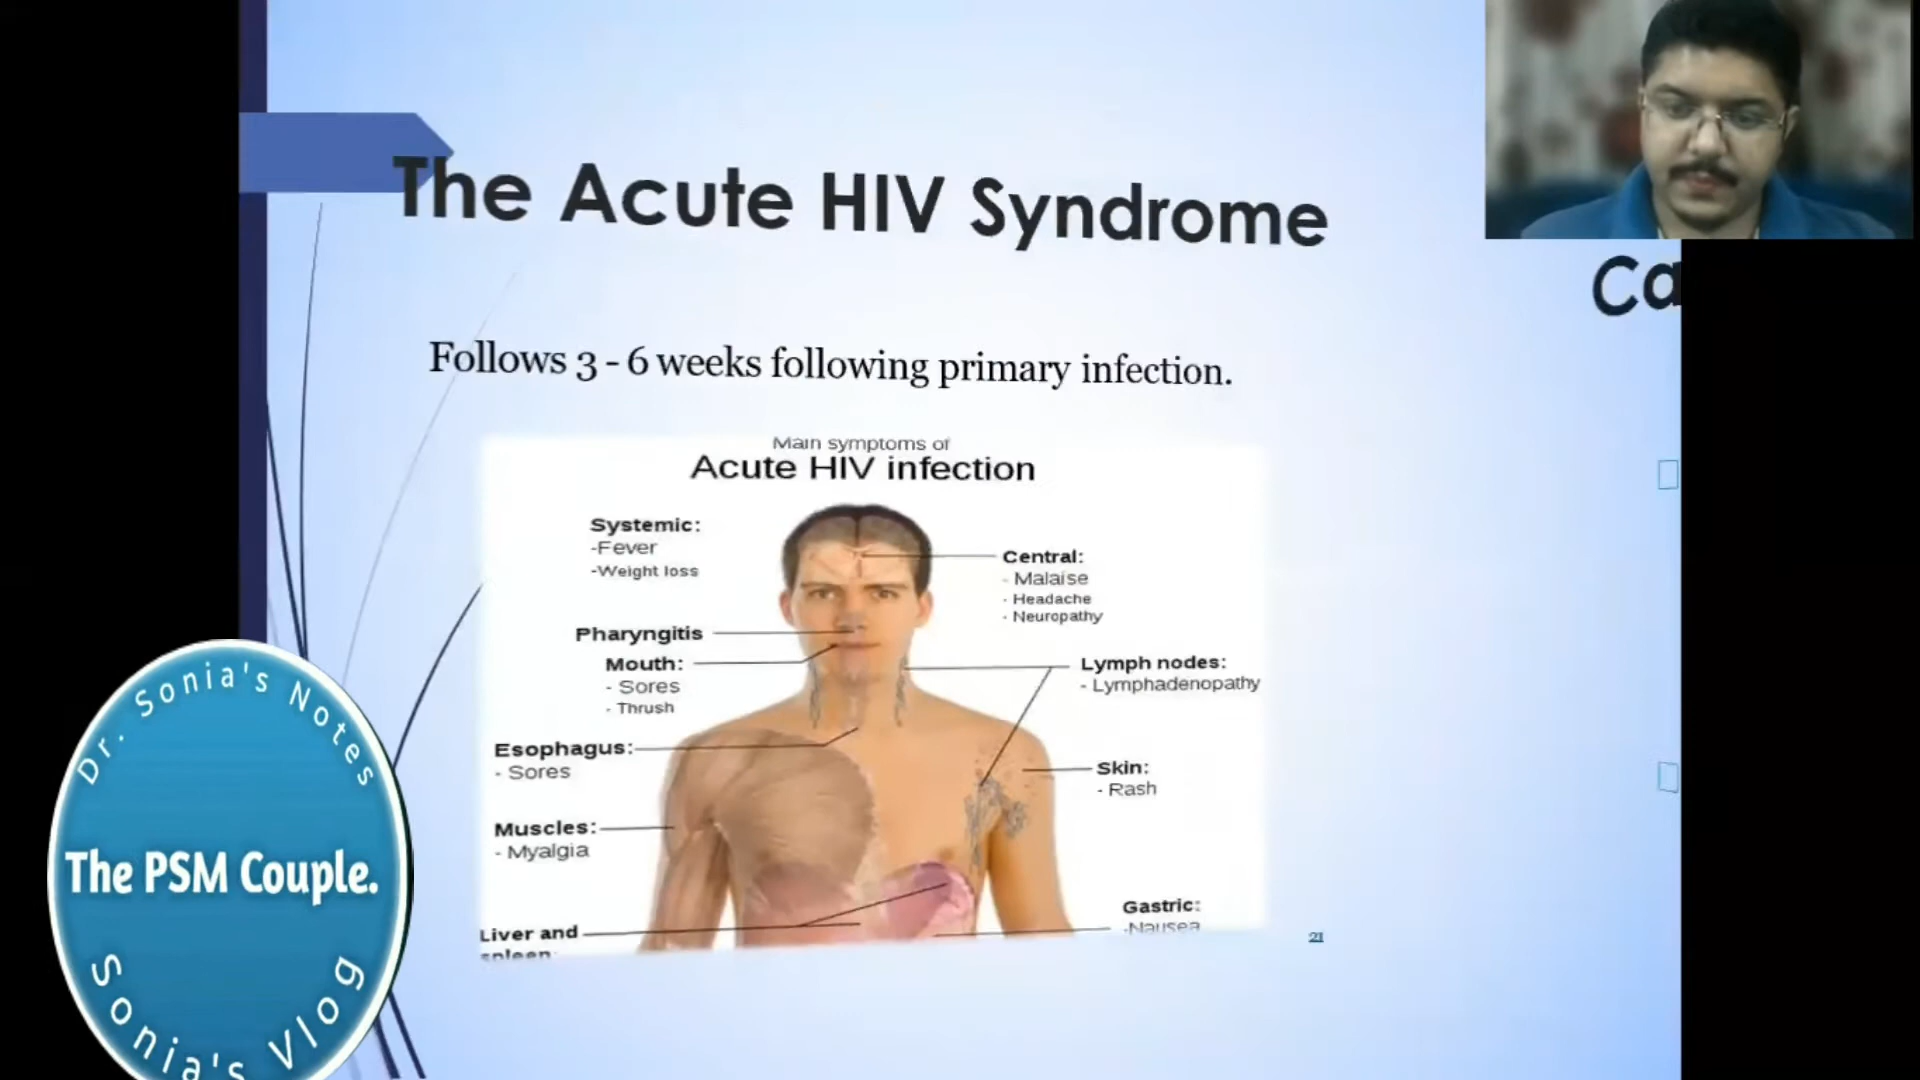 The Acute HIV Syndrome
Ca
Follows 3 - 6 weeks following primary infection.
Main symptoms of
Acute HIV infection
Systemic:
-Fever
-Weight loss
Central:
- Malaise
- Headache
- Neuropathy
Pharyngitis
Mouth:
- Sores
- Thrush
Lymph nodes:
- Lymphadenopathy
Esophagus:
- Sores
Skin:
- Rash
Muscles:
- Myalgia
Gastric:
-Nausea
Liver and
spleen:
21
Dr. Sonia's Notes
The PSM Couple.
Sonia's Vlog